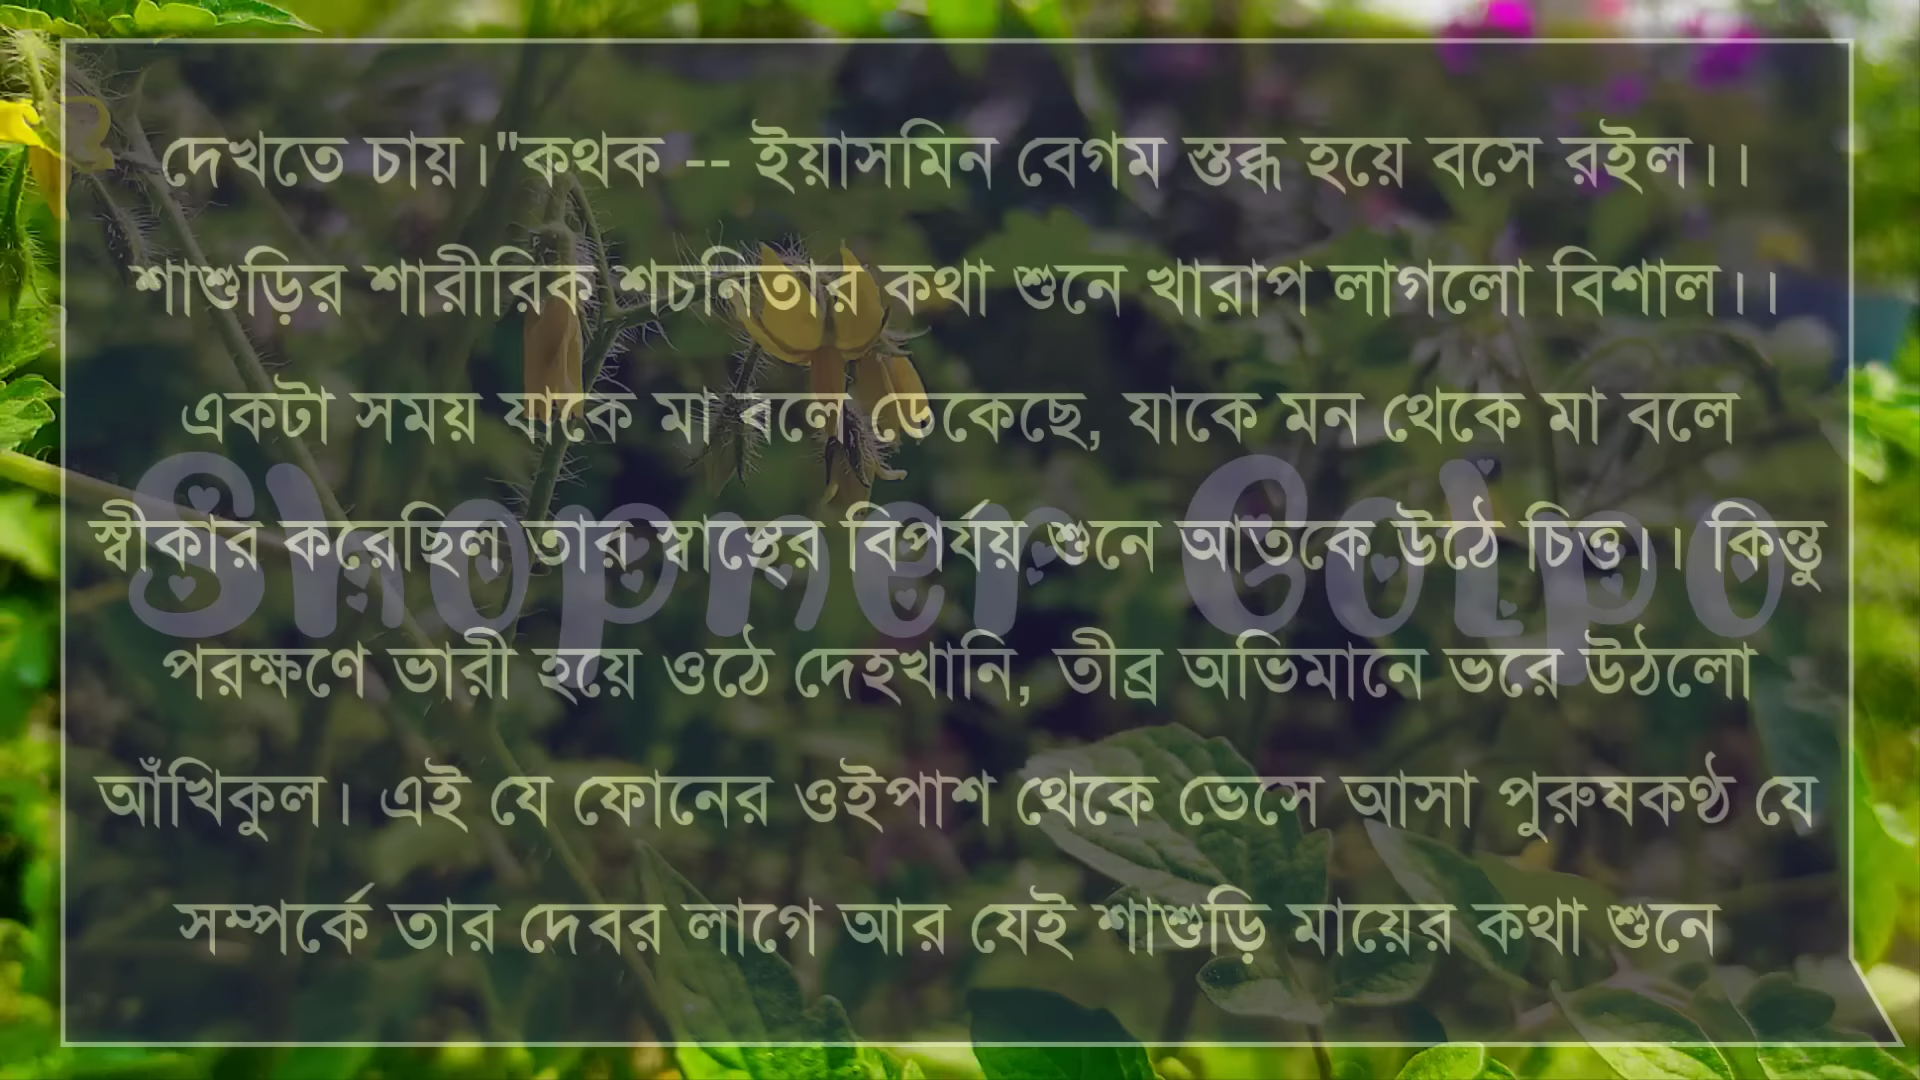 দেখতে চায়।"কথক -- ইয়াসমিন বেগম স্তব্ধ হয়ে বসে রইল।।
শাশুড়ির শারীরিক শচনিতার কথা শুনে খারাপ লাগলো বিশাল।।
একটা সময় যাকে মা বলে ডেকেছে, যাকে মন থেকে মা বলে
স্বীকার করেছিল তার স্বাস্থের বিপর্যয় শুনে আতকে উঠে চিত্ত।। কিন্তু
Shopner Golpo
পরক্ষণে ভারী হয়ে ওঠে দেহখানি, তীব্র অভিমানে ভরে উঠলো
আঁখিকুল। এই যে ফোনের ওইপাশ থেকে ভেসে আসা পুরুষকণ্ঠ যে
সম্পর্কে তার দেবর লাগে আর যেই শাশুড়ি মায়ের কথা শুনে